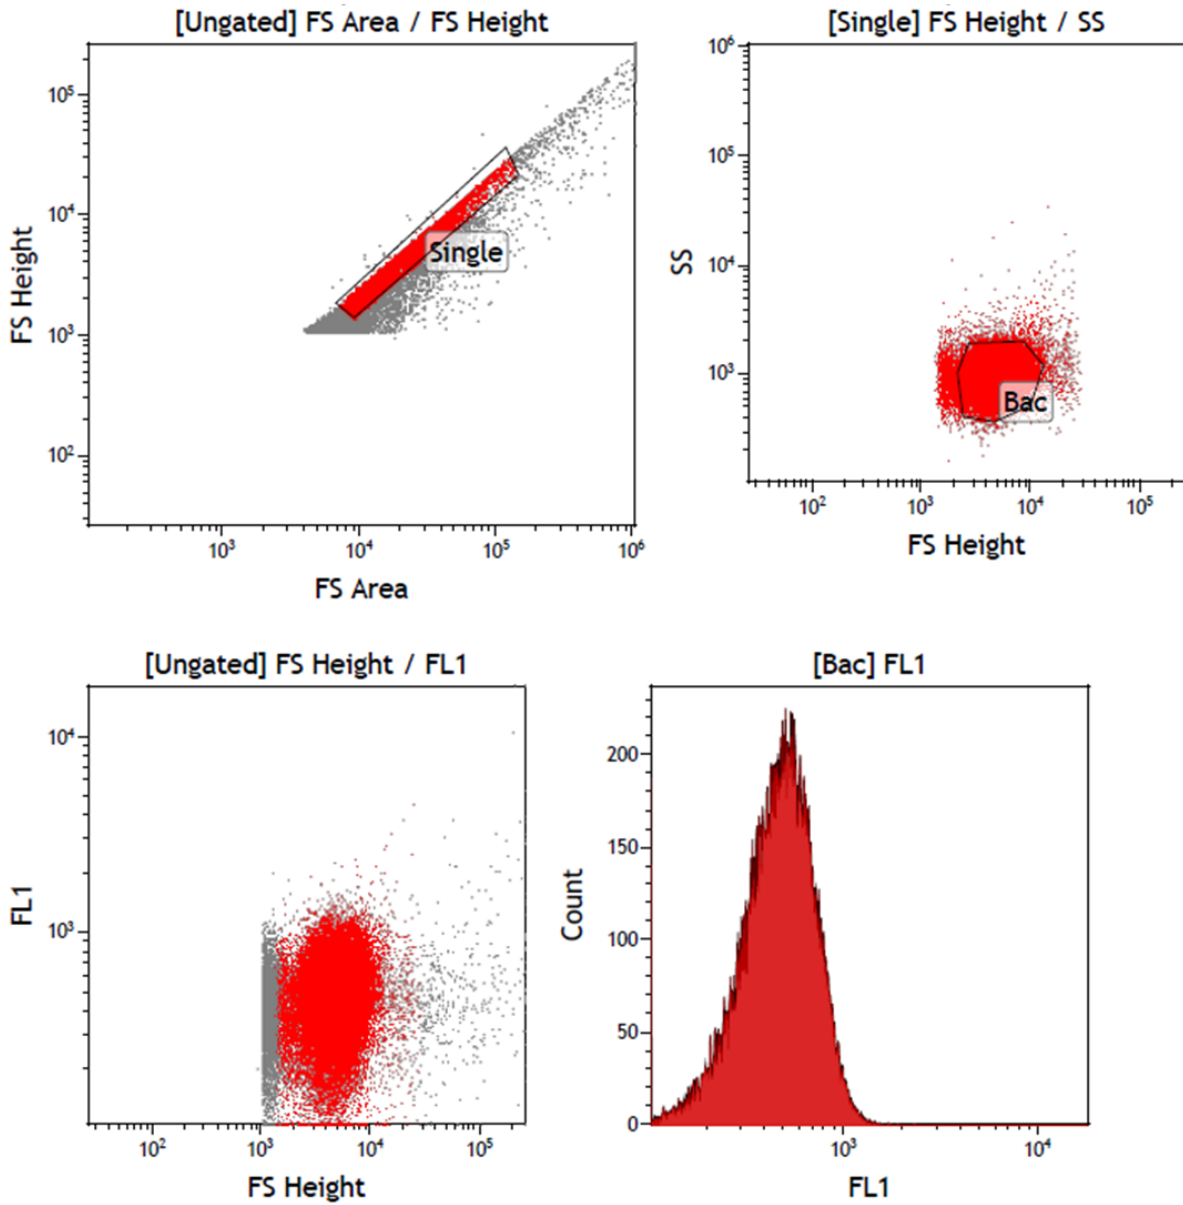 [Ungated] FS Area / FS Height
FS Height
10⁵
10⁴
10³
10²
Single
10³ 10⁴ 10⁵ 10⁶
FS Area
[Single] FS Height / SS
SS
10⁶
10⁵
10⁴
10³
Bac
10² 10³ 10⁴ 10⁵
FS Height
[Ungated] FS Height / FL1
FL1
10⁴
10³
10² 10³ 10⁴ 10⁵
FS Height
[Bac] FL1
Count
200
150
100
50
0
10³ 10⁴
FL1